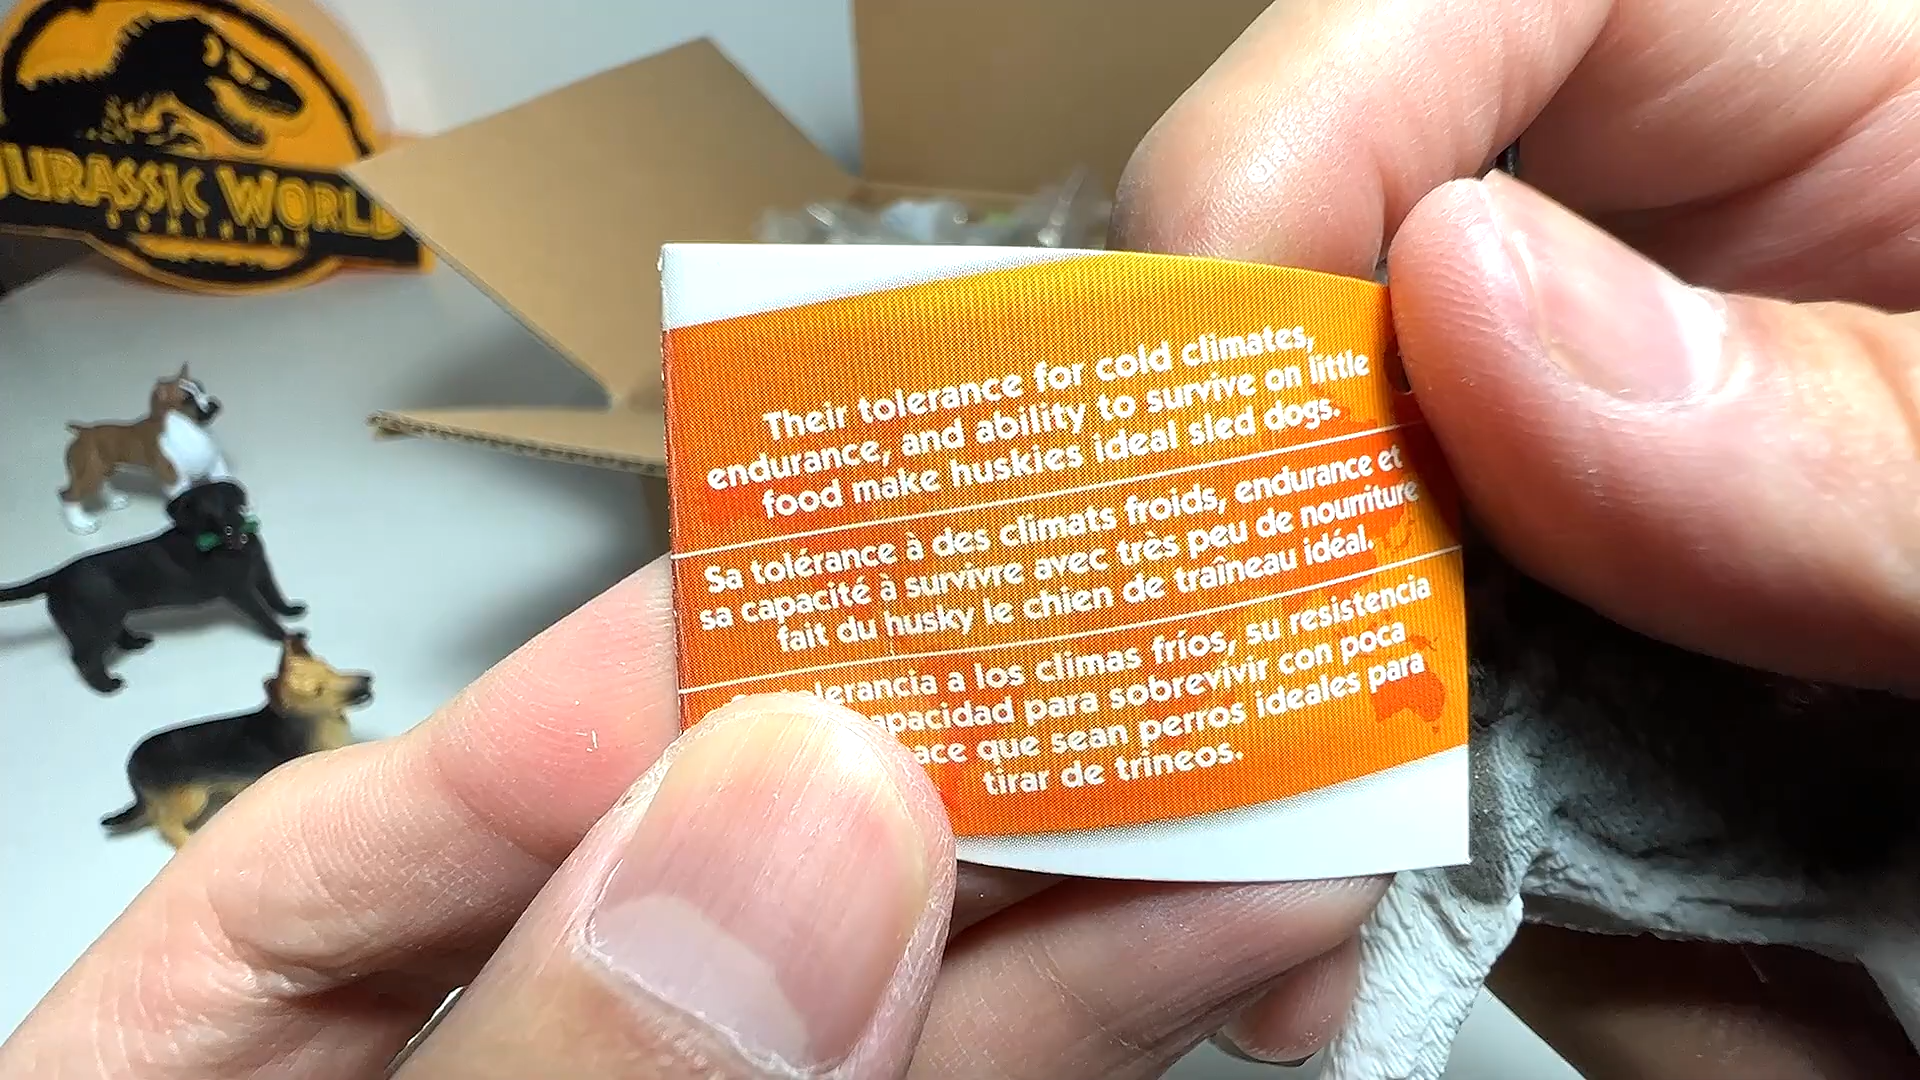 JURASSIC WORLD
DOMINION
Their tolerance for cold climates,
endurance, and ability to survive on little
food make huskies ideal sled dogs.
Sa tolérance à des climats froids, endurance et
sa capacité à survivre avec très peu de nourriture
fait du husky le chien de traîneau idéal.
a los climas fríos, su resistencia
para sobrevivir con poca
que sean perros ideales para
tirar de trineos.